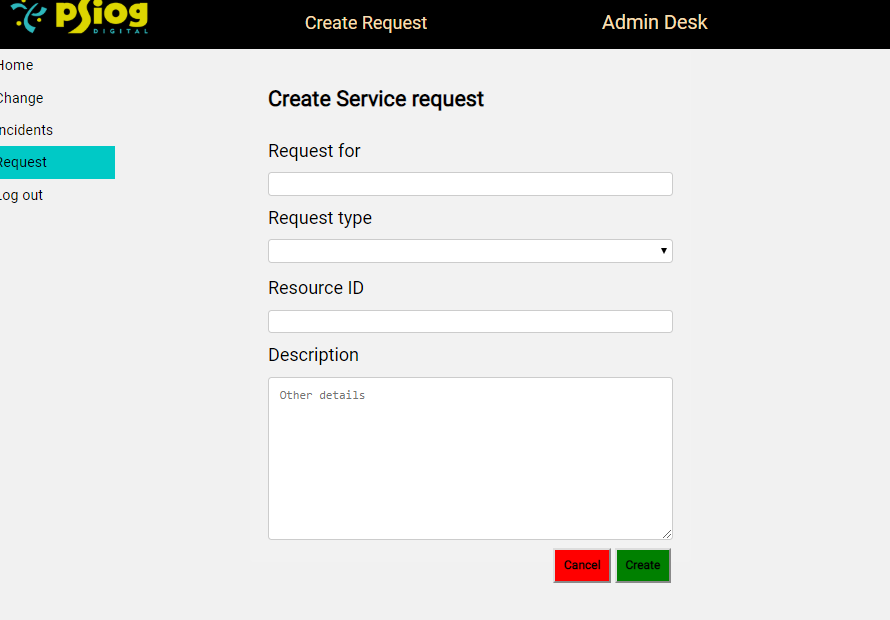 pSiog
DIGITAL
Create Request
Admin Desk
Home
Change
Incidents
Request
Log out
Create Service request
Request for
Request type
Resource ID
Description
Other details
Cancel
Create